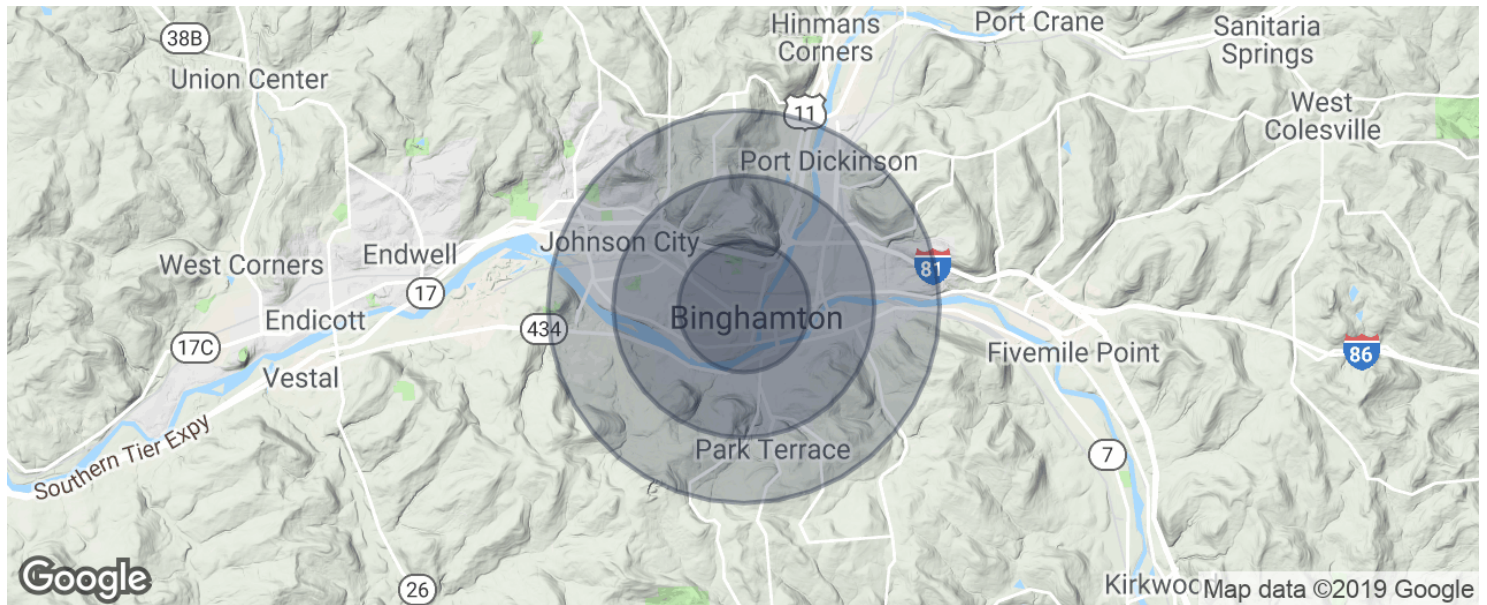 Hinmans
Corners
Port Crane
Sanitaria
Springs
38B
Union Center
West
Colesville
11
Port Dickinson
Johnson City
Endwell
West Corners
81
17
Binghamton
Endicott
434
17C
Fivemile Point
86
Vestal
Park Terrace
Southern Tier Expy
7
Google
26
Kirkwoo
Map data ©2019 Google